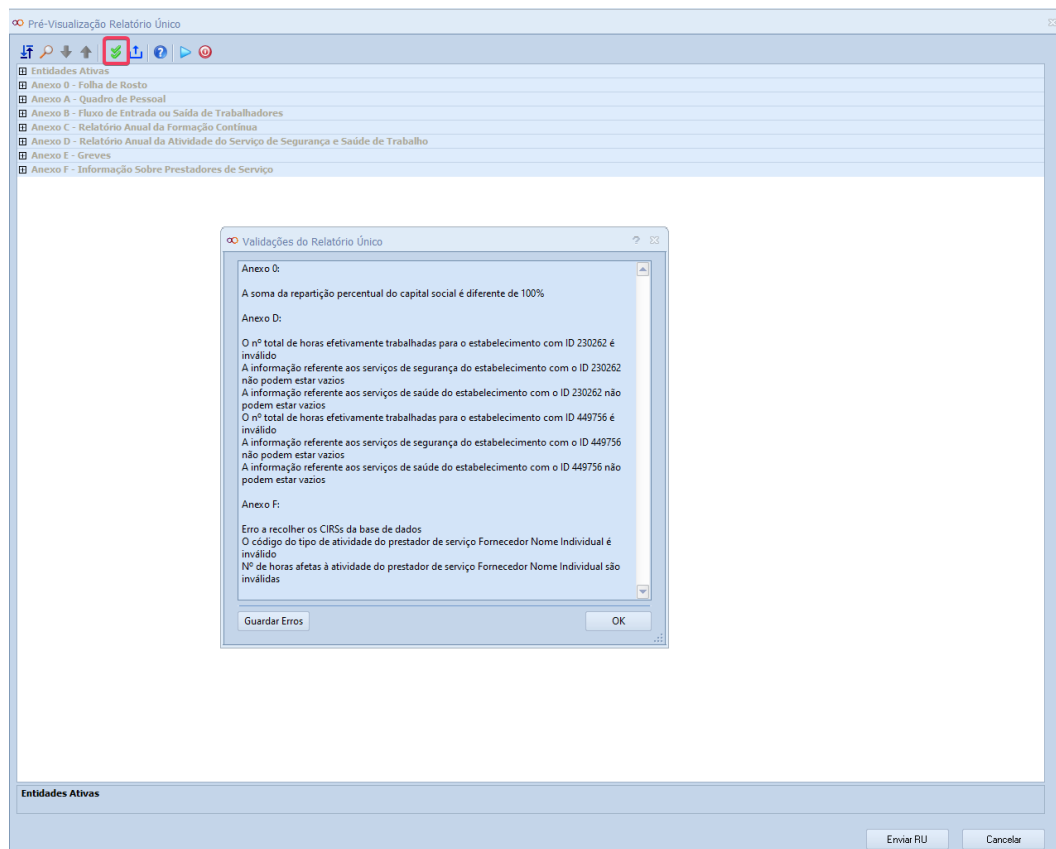 Pré-Visualização Relatório Único
Entidades Ativas
Anexo 0 - Folha de Rosto
Anexo A - Quadro de Pessoal
Anexo B - Fluxo de Entrada ou Saída de Trabalhadores
Anexo C - Relatório Anual da Formação Contínua
Anexo D - Relatório Anual da Atividade do Serviço de Segurança e Saúde de Trabalho
Anexo E - Greves
Anexo F - Informação Sobre Prestadores de Serviço
Validações do Relatório Único
Anexo 0:
A soma da repartição percentual do capital social é diferente de 100%
Anexo D:
O nº total de horas efetivamente trabalhadas para o estabelecimento com ID 230262 é
inválido
A informação referente aos serviços de segurança do estabelecimento com o ID 230262
não podem estar vazios
A informação referente aos serviços de saúde do estabelecimento com o ID 230262 não
podem estar vazios
O nº total de horas efetivamente trabalhadas para o estabelecimento com ID 449756 é
inválido
A informação referente aos serviços de segurança do estabelecimento com o ID 449756
não podem estar vazios
A informação referente aos serviços de saúde do estabelecimento com o ID 449756 não
podem estar vazios
Anexo F:
Erro a recolher os CIRSs da base de dados
O código do tipo de atividade do prestador de serviço Fornecedor Nome Individual é
inválido
Nº de horas afetas à atividade do prestador de serviço Fornecedor Nome Individual são
inválidas
Guardar Erros
OK
Entidades Ativas
Enviar RU
Cancelar